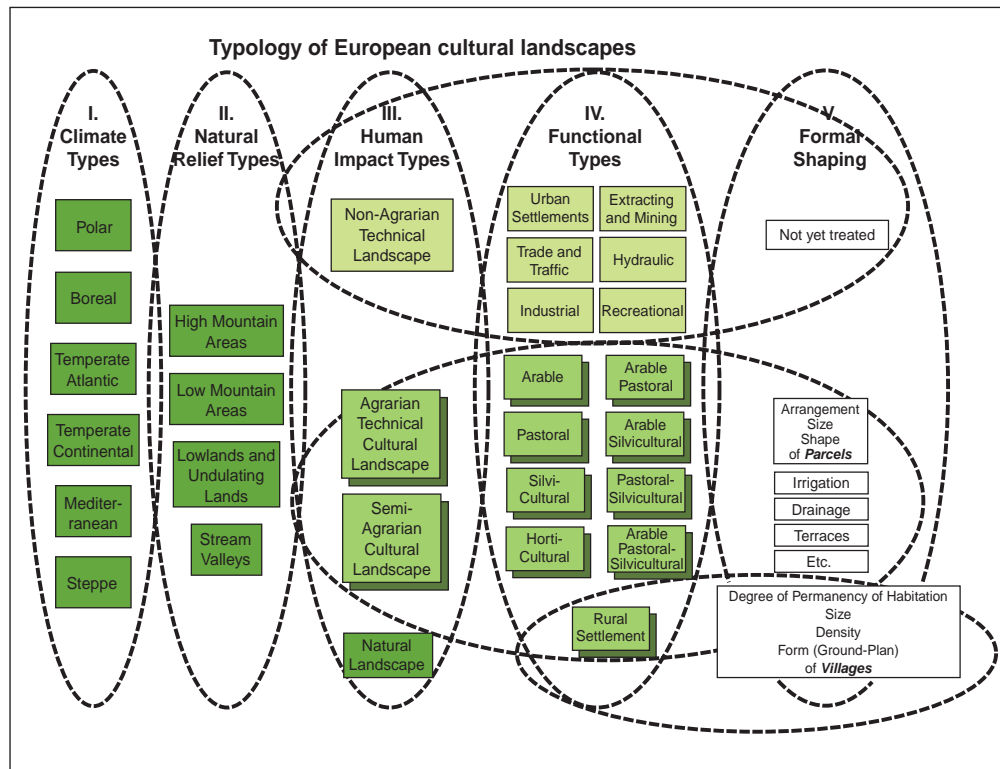 Typology of European cultural landscapes
I.
Climate
Types
Polar
Boreal
Temperate
Atlantic
Temperate
Continental
Mediter-
ranean
Steppe
II.
Natural
Relief Types
High Mountain
Areas
Low Mountain
Areas
Lowlands and
Undulating
Lands
Stream
Valleys
III.
Human
Impact Types
Non-Agrarian
Technical
Landscape
Agrarian
Technical
Cultural
Landscape
Semi-
Agrarian
Cultural
Landscape
Natural
Landscape
IV.
Functional
Types
Urban
Settlements
Extracting
and Mining
Trade and
Traffic
Hydraulic
Industrial
Recreational
Arable
Arable
Pastoral
Pastoral
Arable
Silvicultural
Silvi-
Cultural
Pastoral-
Silvicultural
Horti-
Cultural
Arable
Pastoral-
Silvicultural
Rural
Settlement
V.
Formal
Shaping
Not yet treated
Arrangement
Size
Shape
of Parcels
Irrigation
Drainage
Terraces
Etc.
Degree of Permanency of Habitation
Size
Density
Form (Ground-Plan)
of Villages